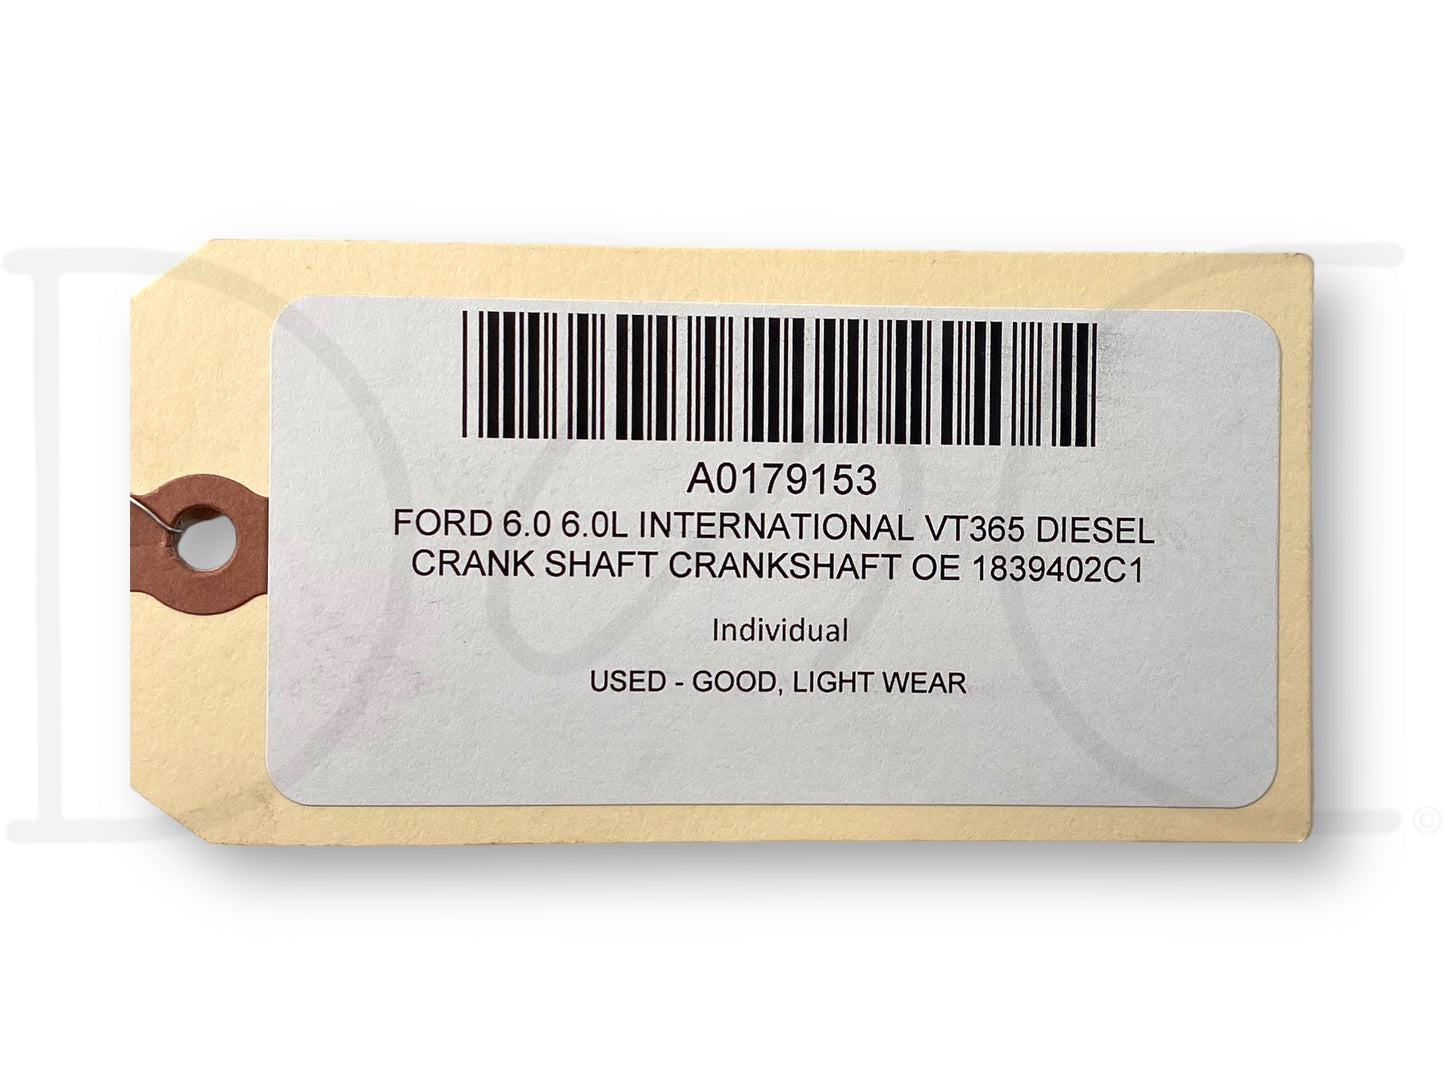 A0179153
FORD 6.0 6.0L INTERNATIONAL VT365 DIESEL
CRANK SHAFT CRANKSHAFT OE 1839402C1
Individual
USED - GOOD, LIGHT WEAR
©